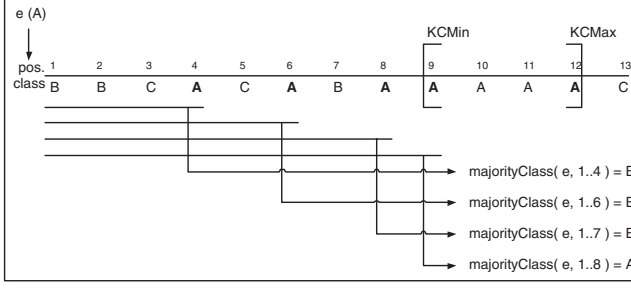 e (A)
KCMin KCMax
pos. 1 2 3 4 5 6 7 8 9 10 11 12 13
class B B C A C A B A A A A A C
majorityClass( e, 1..4 ) = B
majorityClass( e, 1..6 ) = B
majorityClass( e, 1..7 ) = B
majorityClass( e, 1..8 ) = A